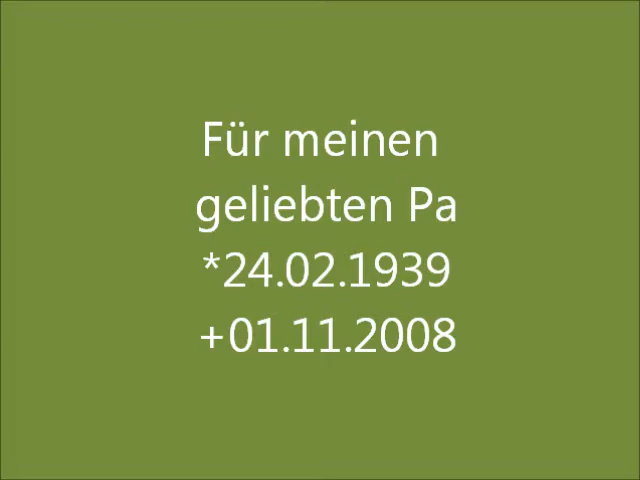 Für meinen
geliebten Pa
*24.02.1939
+01.11.2008